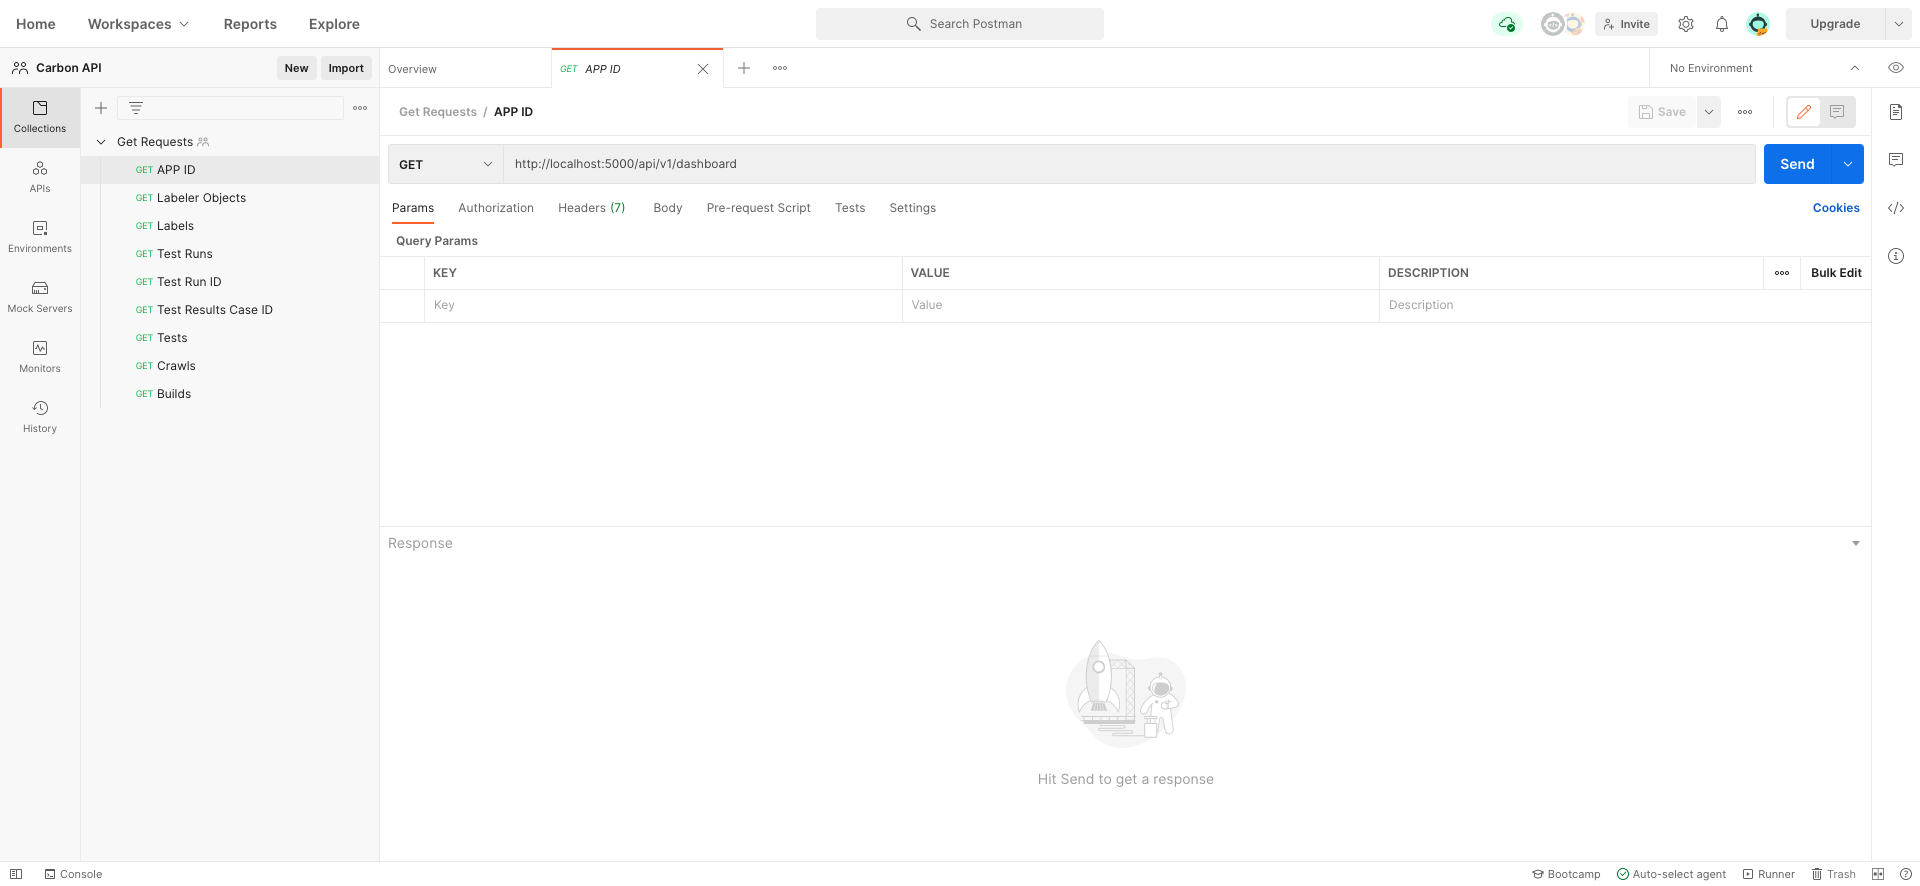 Home Workspaces Reports Explore Search Postman Invite Upgrade
Carbon API New Import Overview GET APP ID No Environment
Collections
Get Requests / APP ID Save
Get Requests
GET APP ID
GET Labeler Objects
GET Labels
GET Test Runs
GET Test Run ID
GET Test Results Case ID
GET Tests
GET Crawls
GET Builds
APIs
Environments
Mock Servers
Monitors
History
GET http://localhost:5000/api/v1/dashboard Send
Params Authorization Headers (7) Body Pre-request Script Tests Settings Cookies
Query Params
KEY VALUE DESCRIPTION Bulk Edit
Key Value Description
Response
Hit Send to get a response
Console Bootcamp Auto-select agent Runner Trash